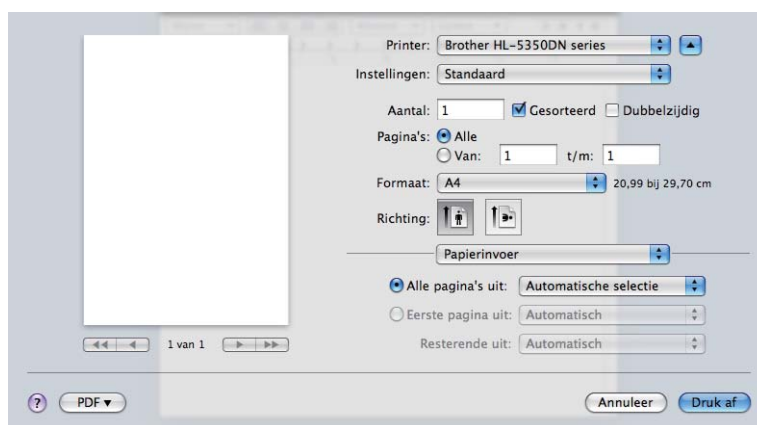 Printer: Brother HL-5350DN series
Instellingen: Standaard
Aantal: 1 Gesorteerd Dubbelzijdig
Pagina's: Alle
Van: 1 t/m: 1
Formaat: A4 20,99 bij 29,70 cm
Richting:
Papierinvoer
Alle pagina's uit: Automatische selectie
Eerste pagina uit: Automatisch
1 van 1 Resterende uit: Automatisch
? PDF Annuleer Druk af